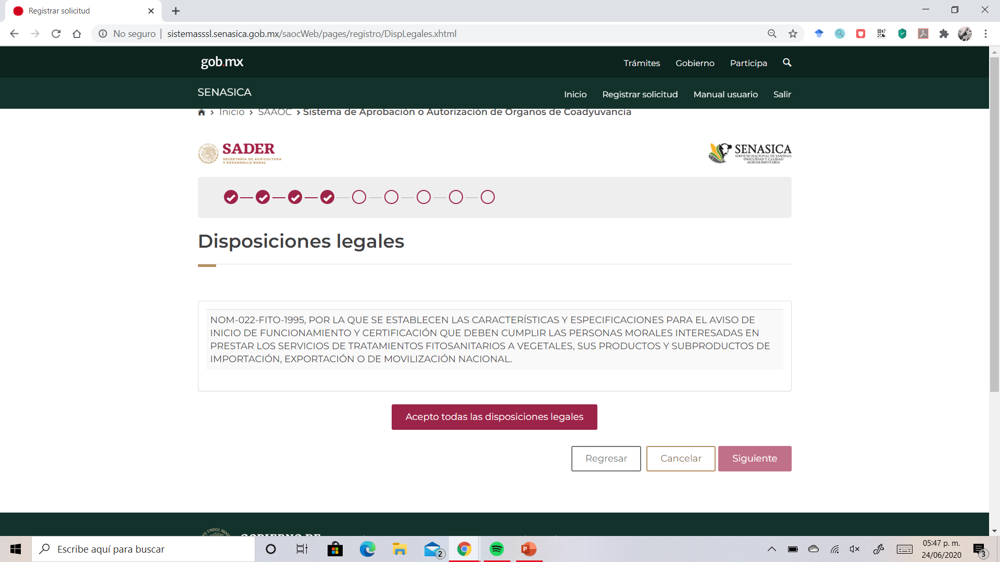 Registrar solicitud
No seguro | sistemasssl.senasica.gob.mx/saocWeb/pages/registro/DispLegales.xhtml
gob.mx
Trámites Gobierno Participa
SENASICA
Inicio Registrar solicitud Manual usuario Salir
Inicio > SAAOC > Sistema de Aprobación o Autorización de Organos de Coadyuvancia
SADER
SECRETARÍA DE AGRICULTURA
Y DESARROLLO RURAL
SENASICA
SERVICIO NACIONAL DE SANIDAD,
INOCUIDAD Y CALIDAD
AGROALIMENTARIA
Disposiciones legales
NOM-022-FITO-1995, POR LA QUE SE ESTABLECEN LAS CARACTERÍSTICAS Y ESPECIFICACIONES PARA EL AVISO DE
INICIO DE FUNCIONAMIENTO Y CERTIFICACIÓN QUE DEBEN CUMPLIR LAS PERSONAS MORALES INTERESADAS EN
PRESTAR LOS SERVICIOS DE TRATAMIENTOS FITOSANITARIOS A VEGETALES, SUS PRODUCTOS Y SUBPRODUCTOS DE
IMPORTACIÓN, EXPORTACIÓN O DE MOVILIZACIÓN NACIONAL.
Acepto todas las disposiciones legales
Regresar Cancelar Siguiente
GOBIERNO DE
Escribe aquí para buscar
2
05:47 p. m.
24/06/2020
3